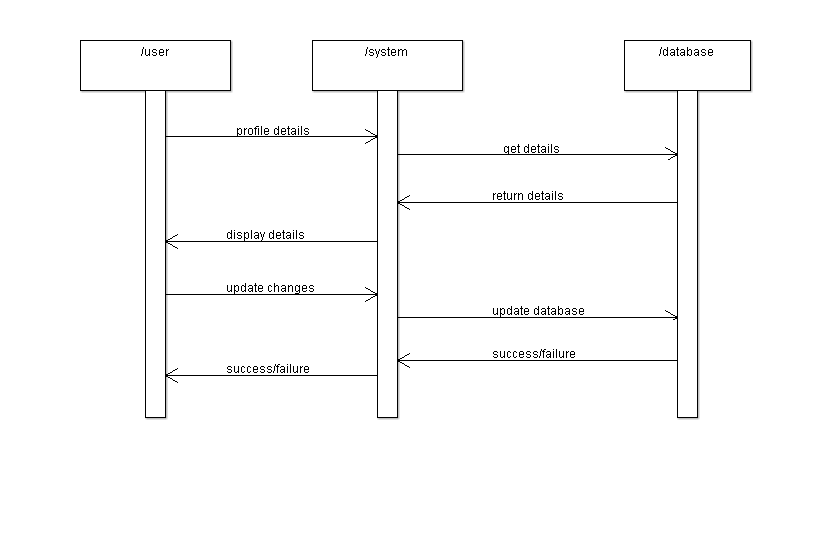 /user
/system
/database
profile details
get details
return details
display details
update changes
update database
success/failure
success/failure